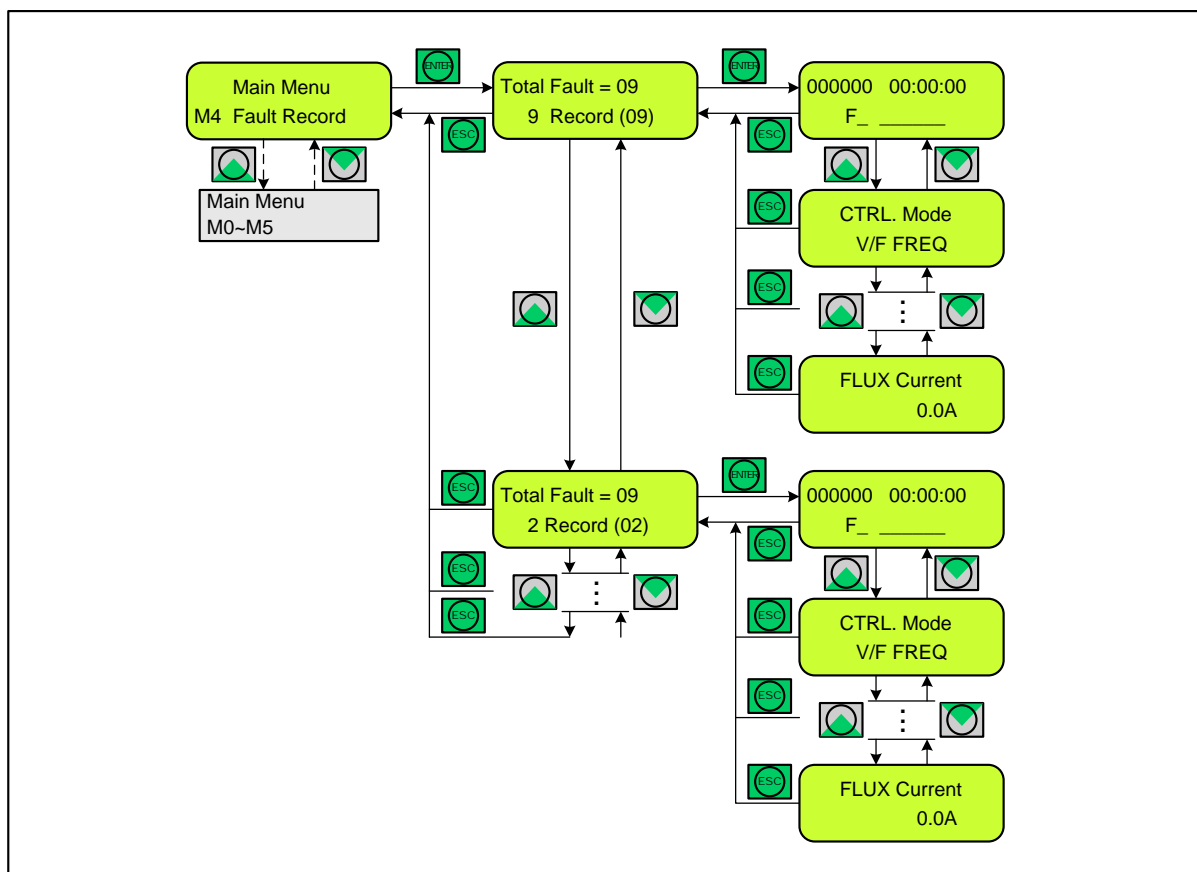 ENTER
ENTER
Main Menu
M4 Fault Record
Total Fault = 09
9 Record (09)
000000 00:00:00
F_ ______
ESC
ESC
Main Menu
M0~M5
ESC
CTRL. Mode
V/F FREQ
ESC
⋮
ESC
FLUX Current
0.0A
ESC
Total Fault = 09
2 Record (02)
ENTER
000000 00:00:00
F_ ______
ESC
ESC
⋮
ESC
ESC
CTRL. Mode
V/F FREQ
ESC
⋮
ESC
FLUX Current
0.0A